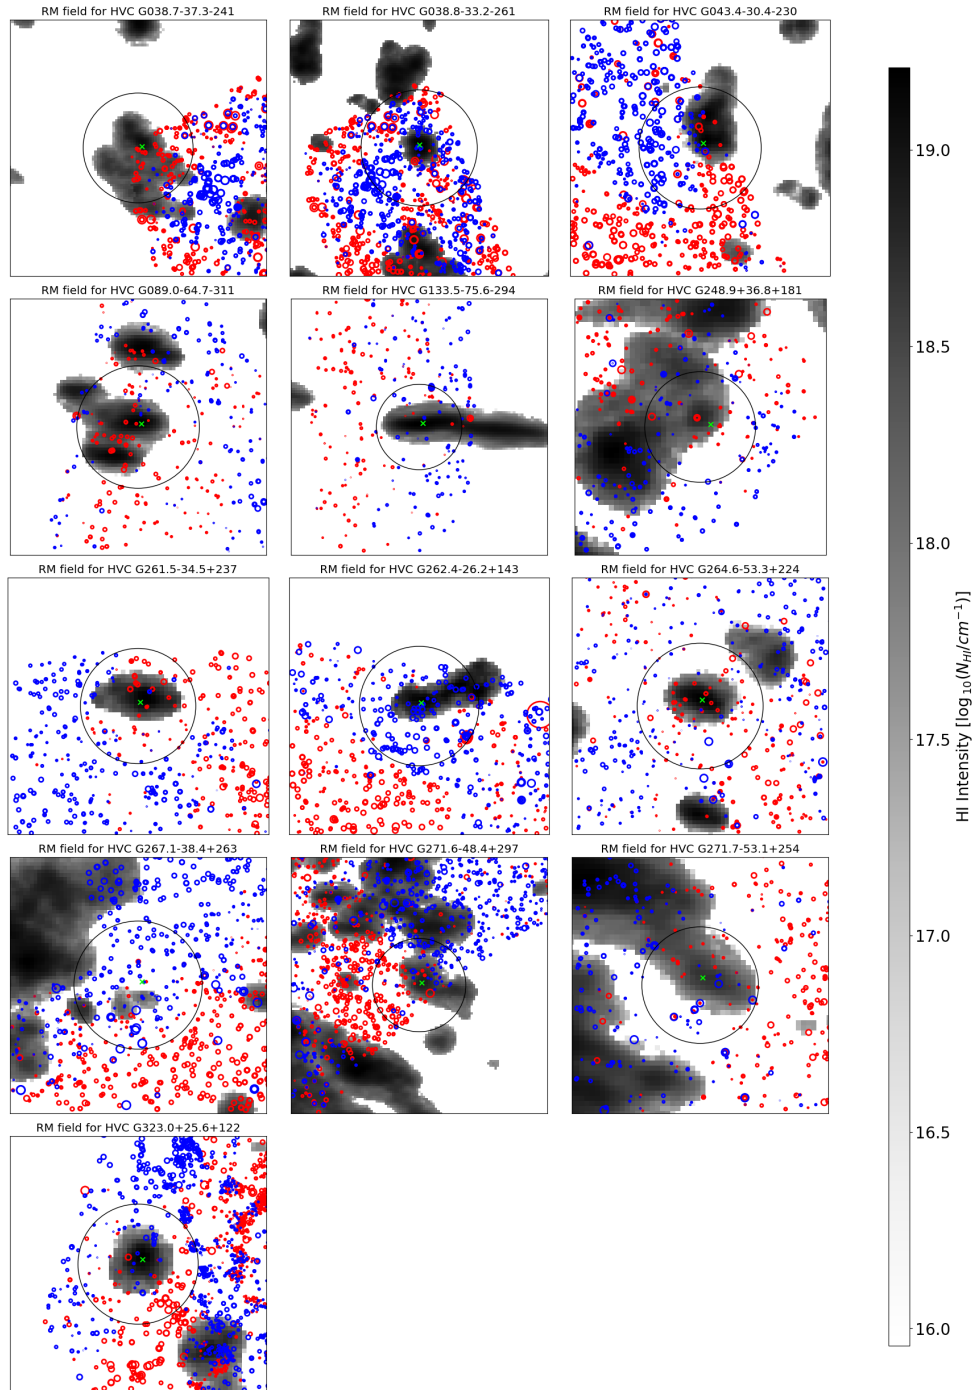 RM field for HVC G038.7-37.3-241
RM field for HVC G038.8-33.2-261
RM field for HVC G043.4-30.4-230
RM field for HVC G089.0-64.7-311
RM field for HVC G133.5-75.6-294
RM field for HVC G248.9+36.8+181
RM field for HVC G261.5-34.5+237
RM field for HVC G262.4-26.2+143
RM field for HVC G264.6-53.3+224
RM field for HVC G267.1-38.4+263
RM field for HVC G271.6-48.4+297
RM field for HVC G271.7-53.1+254
RM field for HVC G323.0+25.6+122
19.0
18.5
18.0
17.5
17.0
16.5
16.0
HI Intensity [log₁₀(N_{HI}/cm⁻¹)]